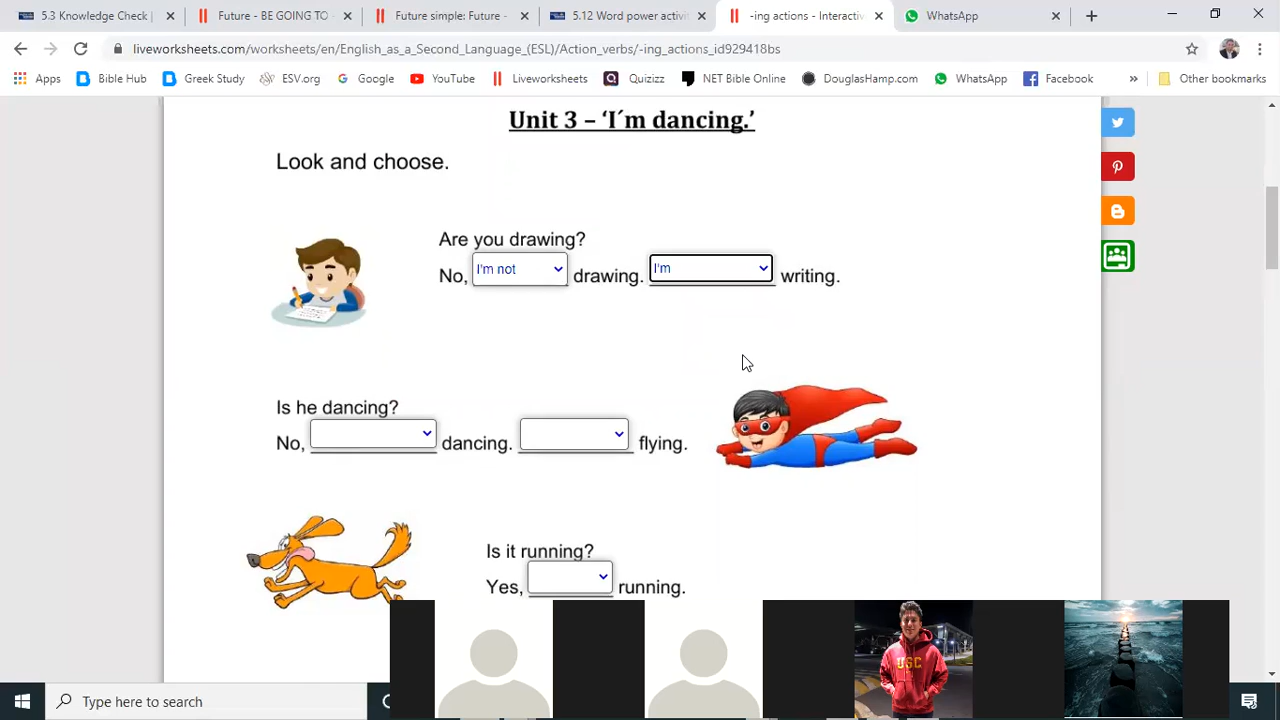 5.3 Knowledge Check
Future - BE GOING TO -
Future simple: Future -
5.12 Word power activi
-ing actions - Interactiv
WhatsApp
liveworksheets.com/worksheets/en/English_as_a_Second_Language_(ESL)/Action_verbs/-ing_actions_id929418bs
Apps
Bible Hub
Greek Study
ESV.org
Google
YouTube
Liveworksheets
Quizizz
NET Bible Online
DouglasHamp.com
WhatsApp
Facebook
»
Other bookmarks
Unit 3 – ‘I´m dancing.’
Look and choose.
Are you drawing?
No, I'm not drawing. I'm writing.
Is he dancing?
No, dancing. flying.
Is it running?
Yes, running.
USC
Type here to search